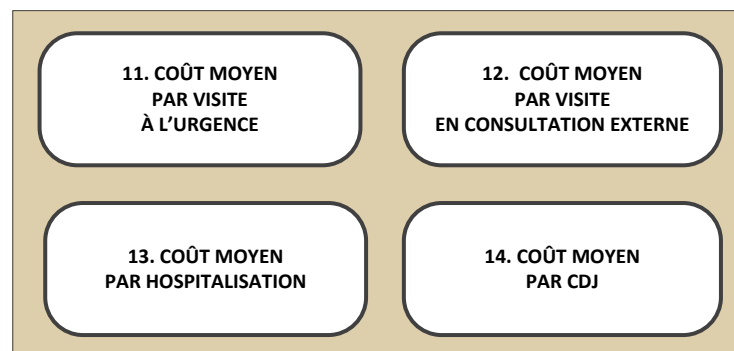 11. COÛT MOYEN
PAR VISITE
À L’URGENCE
12. COÛT MOYEN
PAR VISITE
EN CONSULTATION EXTERNE
13. COÛT MOYEN
PAR HOSPITALISATION
14. COÛT MOYEN
PAR CDJ